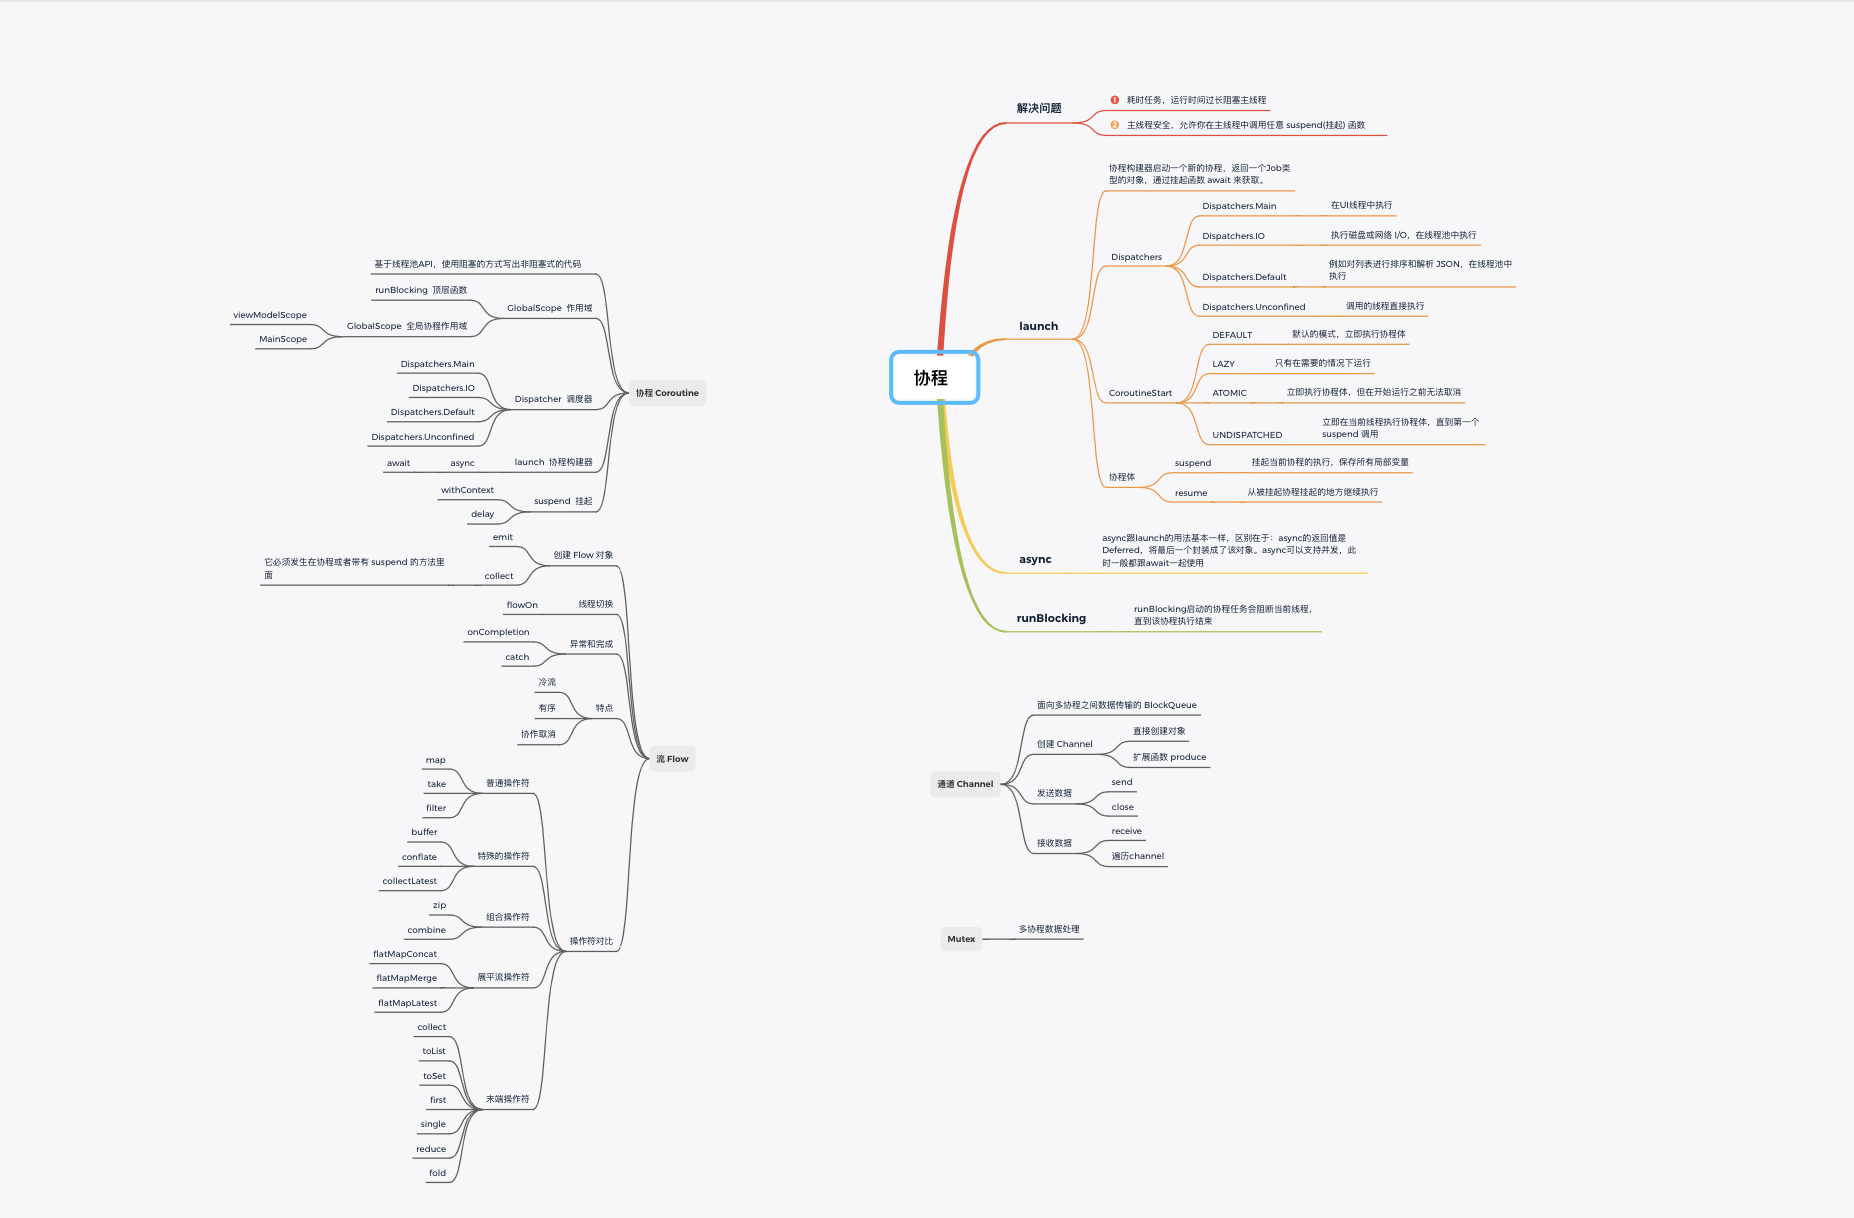 协程
解决问题
1 耗时任务，运行时间过长阻塞主线程
2 主线程安全，允许你在主线程中调用任意 suspend(挂起) 函数
launch
协程构建器启动一个新的协程，返回一个Job类
型的对象，通过挂起函数 await 来获取。
Dispatchers
Dispatchers.Main
在UI线程中执行
Dispatchers.IO
执行磁盘或网络 I/O，在线程池中执行
Dispatchers.Default
例如对列表进行排序和解析 JSON，在线程池中
执行
Dispatchers.Unconfined
调用的线程直接执行
CoroutineStart
DEFAULT
默认的模式，立即执行协程体
LAZY
只有在需要的情况下运行
ATOMIC
立即执行协程体，但在开始运行之前无法取消
UNDISPATCHED
立即在当前线程执行协程体，直到第一个
suspend 调用
协程体
suspend
挂起当前协程的执行，保存所有局部变量
resume
从被挂起协程挂起的地方继续执行
async
async跟launch的用法基本一样，区别在于：async的返回值是
Deferred，将最后一个封装成了该对象。async可以支持并发，此
时一般都跟await一起使用
runBlocking
runBlocking启动的协程任务会阻断当前线程，
直到该协程执行结束
协程 Coroutine
基于线程池API，使用阻塞的方式写出非阻塞式的代码
GlobalScope 作用域
runBlocking 顶层函数
GlobalScope 全局协程作用域
viewModelScope
MainScope
Dispatcher 调度器
Dispatchers.Main
Dispatchers.IO
Dispatchers.Default
Dispatchers.Unconfined
launch 协程构建器
async
await
suspend 挂起
withContext
delay
流 Flow
创建 Flow 对象
emit
collect
它必须发生在协程或者带有 suspend 的方法里
面
线程切换
flowOn
异常和完成
onCompletion
catch
特点
冷流
有序
协作取消
操作符对比
普通操作符
map
take
filter
特殊的操作符
buffer
conflate
collectLatest
组合操作符
zip
combine
展平流操作符
flatMapConcat
flatMapMerge
flatMapLatest
末端操作符
collect
toList
toSet
first
single
reduce
fold
通道 Channel
面向多协程之间数据传输的 BlockQueue
创建 Channel
直接创建对象
扩展函数 produce
发送数据
send
close
接收数据
receive
遍历channel
Mutex
多协程数据处理